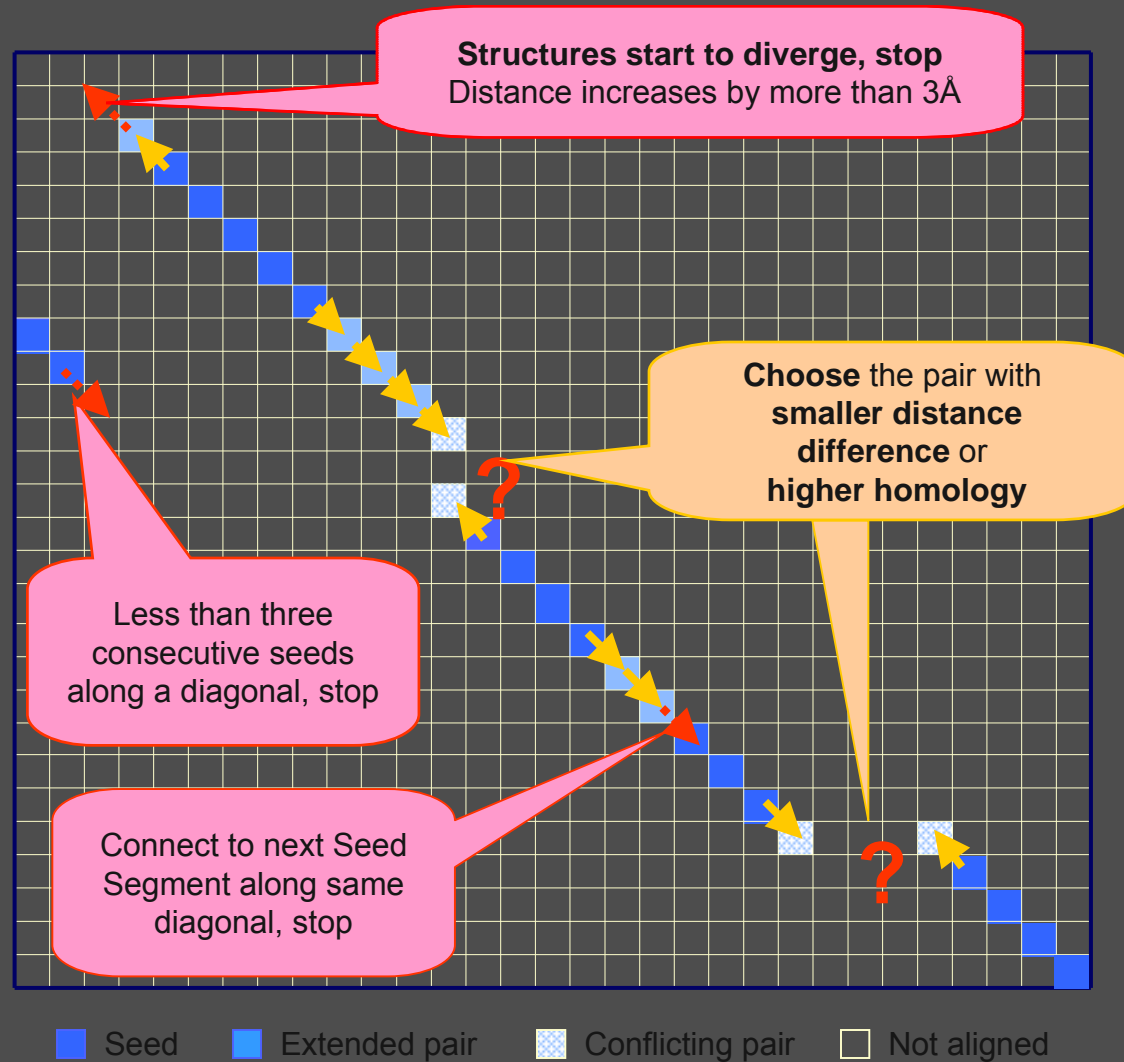 Structures start to diverge, stop
Distance increases by more than 3Å
Choose the pair with
smaller distance
difference or
higher homology
?
Less than three
consecutive seeds
along a diagonal, stop
Connect to next Seed
Segment along same
diagonal, stop
?
Seed Extended pair Conflicting pair Not aligned